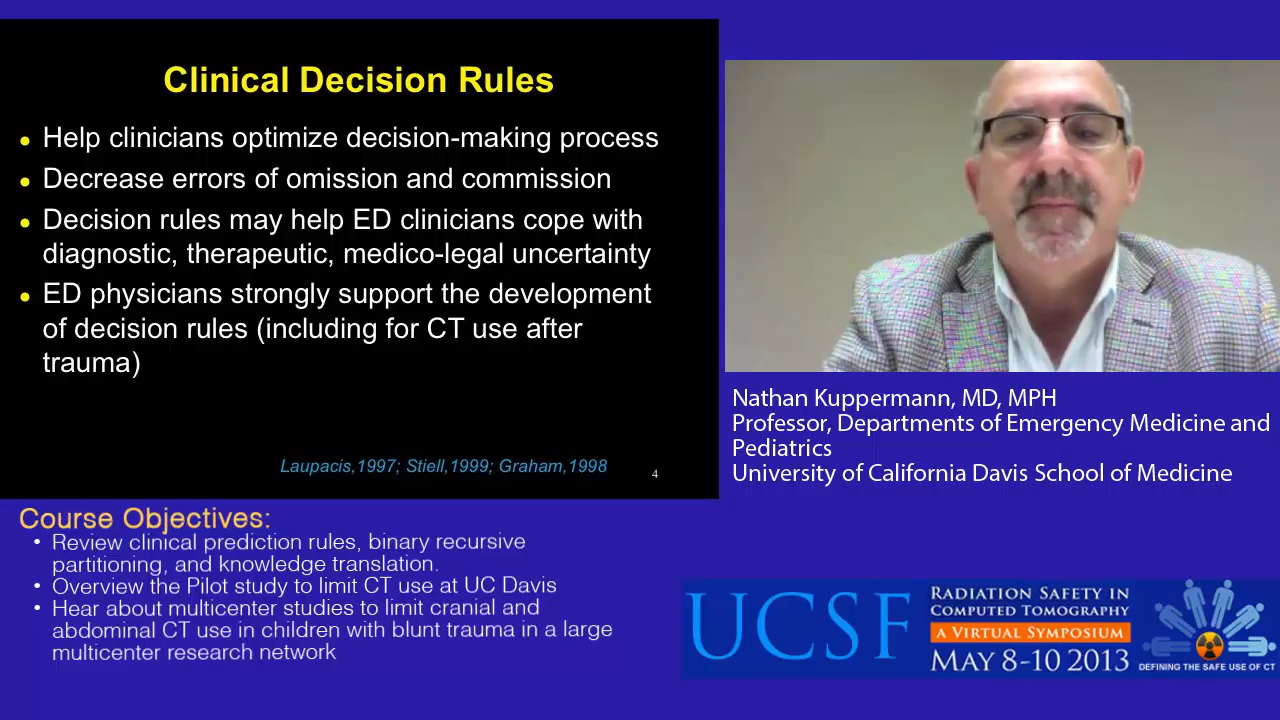 Clinical Decision Rules
Help clinicians optimize decision-making process
Decrease errors of omission and commission
Decision rules may help ED clinicians cope with
diagnostic, therapeutic, medico-legal uncertainty
ED physicians strongly support the development
of decision rules (including for CT use after
trauma)
Laupacis,1997; Stiell,1999; Graham,1998
4
Nathan Kuppermann, MD, MPH
Professor, Departments of Emergency Medicine and
Pediatrics
University of California Davis School of Medicine
Course Objectives:
• Review clinical prediction rules, binary recursive
partitioning, and knowledge translation.
• Overview the Pilot study to limit CT use at UC Davis
• Hear about multicenter studies to limit cranial and
abdominal CT use in children with blunt trauma in a large
multicenter research network
UCSF
RADIATION SAFETY IN
COMPUTED TOMOGRAPHY
A VIRTUAL SYMPOSIUM
MAY 8-10 2013
DEFINING THE SAFE USE OF CT